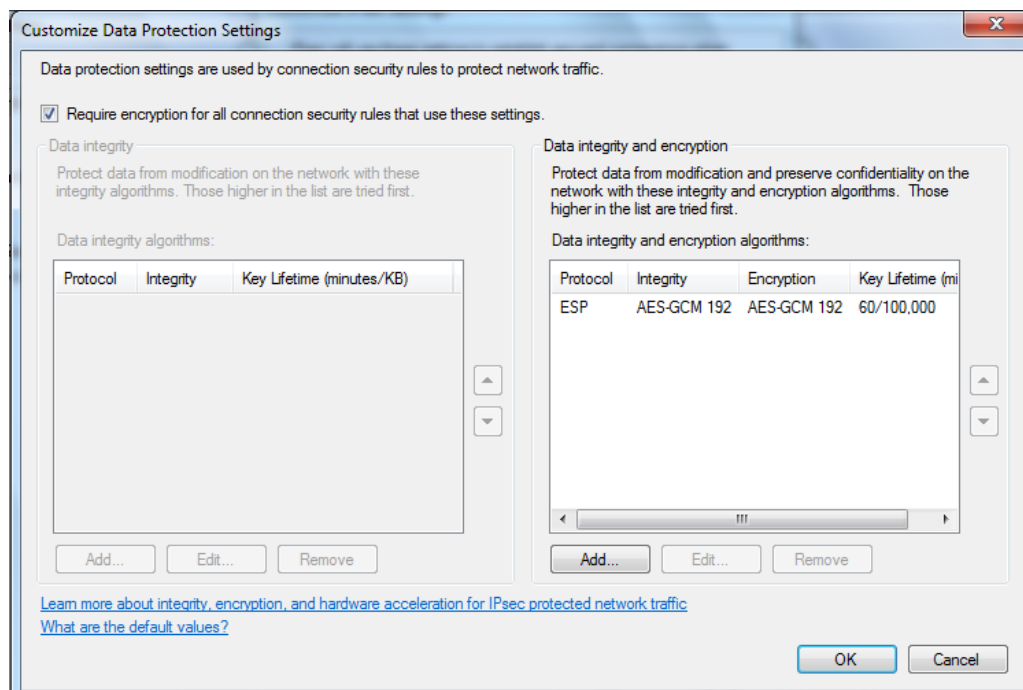 Customize Data Protection Settings
Data protection settings are used by connection security rules to protect network traffic.
Require encryption for all connection security rules that use these settings.
Data integrity
Protect data from modification on the network with these
integrity algorithms. Those higher in the list are tried first.
Data integrity algorithms:
Protocol Integrity Key Lifetime (minutes/KB)
Add... Edit... Remove
Data integrity and encryption
Protect data from modification and preserve confidentiality on the
network with these integrity and encryption algorithms. Those
higher in the list are tried first.
Data integrity and encryption algorithms:
Protocol Integrity Encryption Key Lifetime (mi
ESP AES-GCM 192 AES-GCM 192 60/100,000
Add... Edit... Remove
Learn more about integrity, encryption, and hardware acceleration for IPsec protected network traffic
What are the default values?
OK Cancel